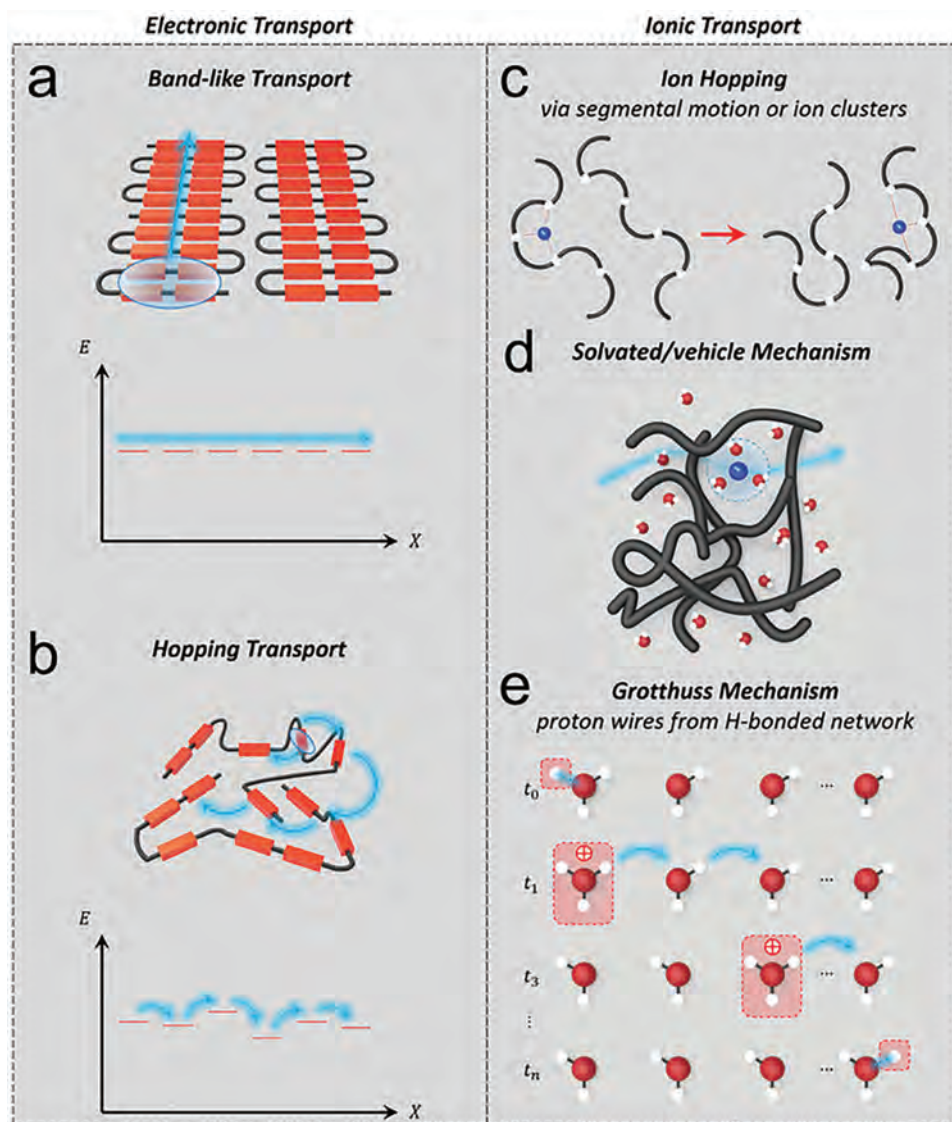 Electronic Transport
Ionic Transport
a
Band-like Transport
E
X
b
Hopping Transport
E
X
c
Ion Hopping
via segmental motion or ion clusters
d
Solvated/vehicle Mechanism
e
Grotthuss Mechanism
proton wires from H-bonded network
t₀
...
t₁
⊕
...
t₃
⊕
...
⋮
tₙ
...